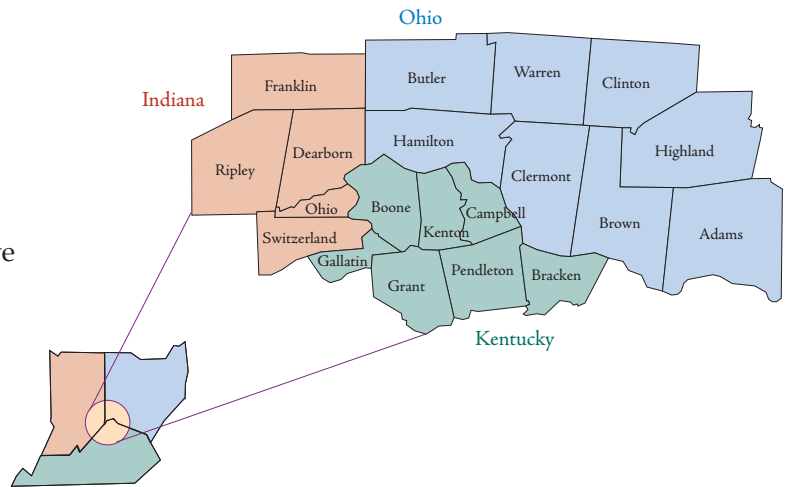 Ohio
Indiana
Franklin
Butler
Warren
Clinton
Ripley
Dearborn
Hamilton
Highland
Clermont
Ohio
Boone
Campbell
Kenton
Brown
Adams
Switzerland
Gallatin
Grant
Pendleton
Bracken
Kentucky